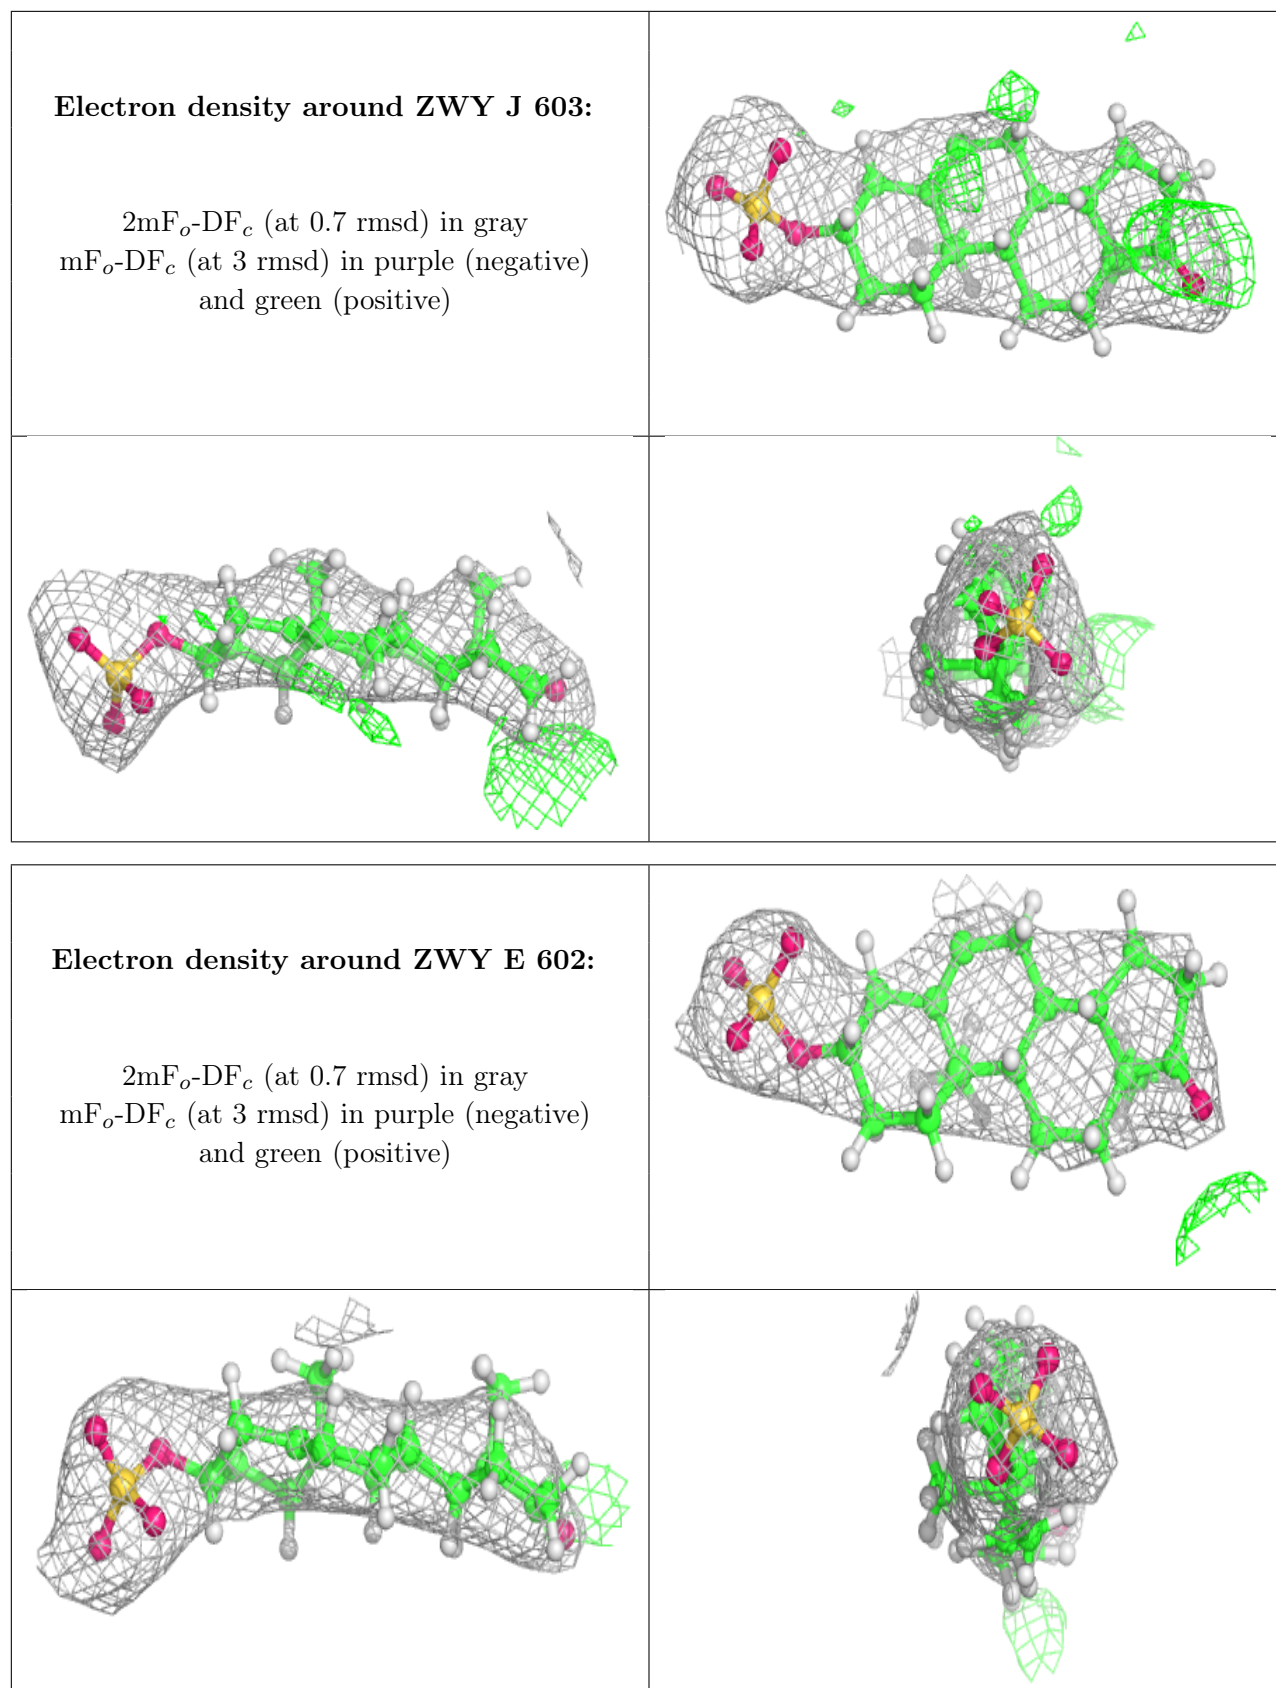 Electron density around ZWY J 603:
2mFo-DFc (at 0.7 rmsd) in gray
mFo-DFc (at 3 rmsd) in purple (negative)
and green (positive)
Electron density around ZWY E 602:
2mFo-DFc (at 0.7 rmsd) in gray
mFo-DFc (at 3 rmsd) in purple (negative)
and green (positive)